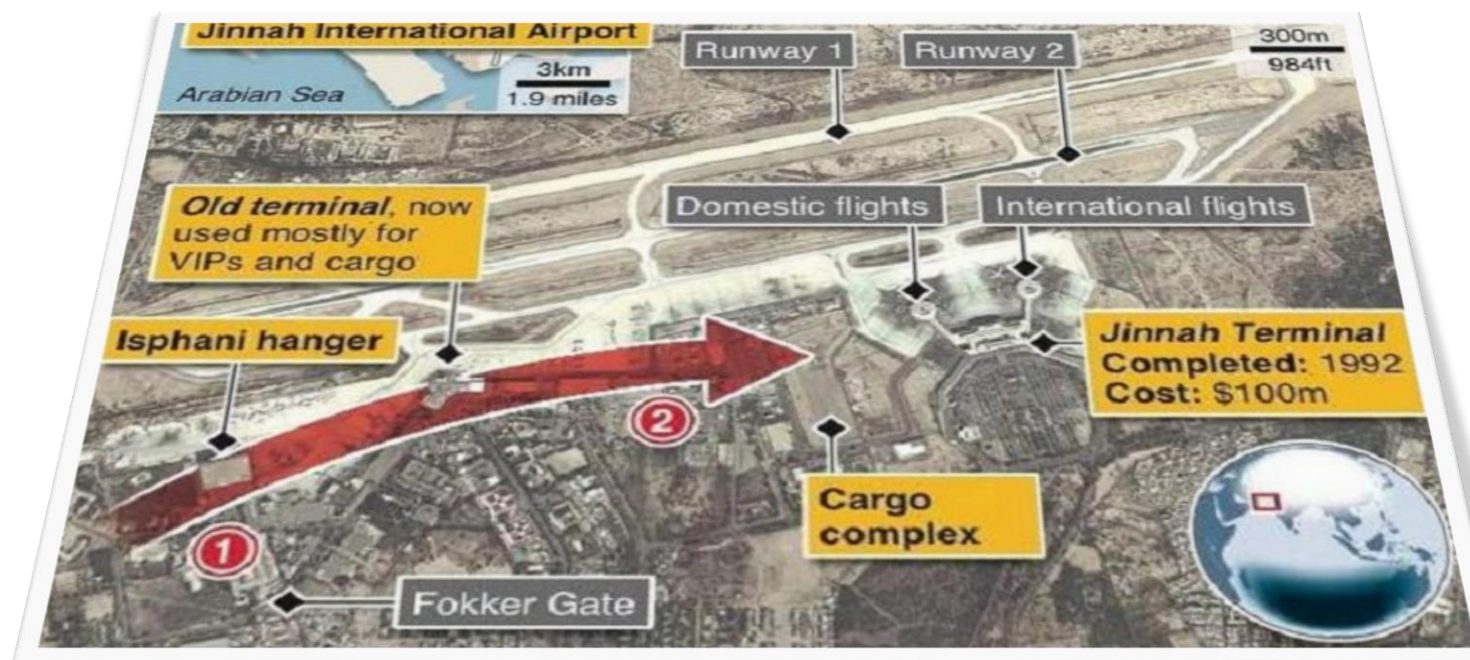 Jinnah International Airport
Arabian Sea
3km
1.9 miles
Runway 1
Runway 2
300m
984ft
Old terminal, now
used mostly for
VIPs and cargo
Domestic flights
International flights
Isphani hanger
Jinnah Terminal
Completed: 1992
Cost: $100m
2
Cargo
complex
1
Fokker Gate